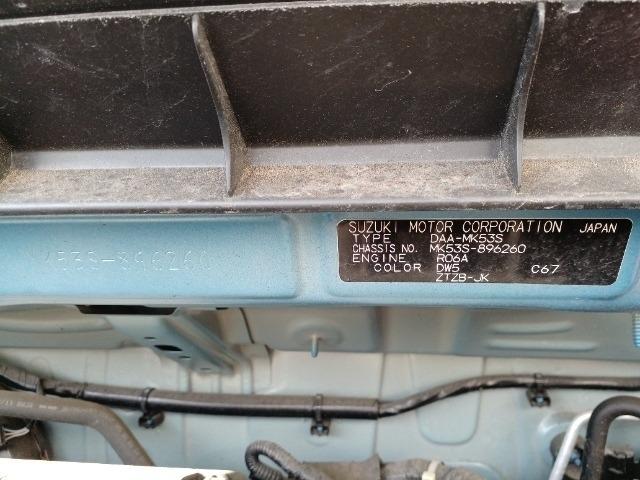 SUZUKI MOTOR CORPORATION JAPAN
TYPE DAA-MK53S
CHASSIS NO. MK53S-896260
ENGINE R06A
COLOR DW5 C67
ZTZB-JK